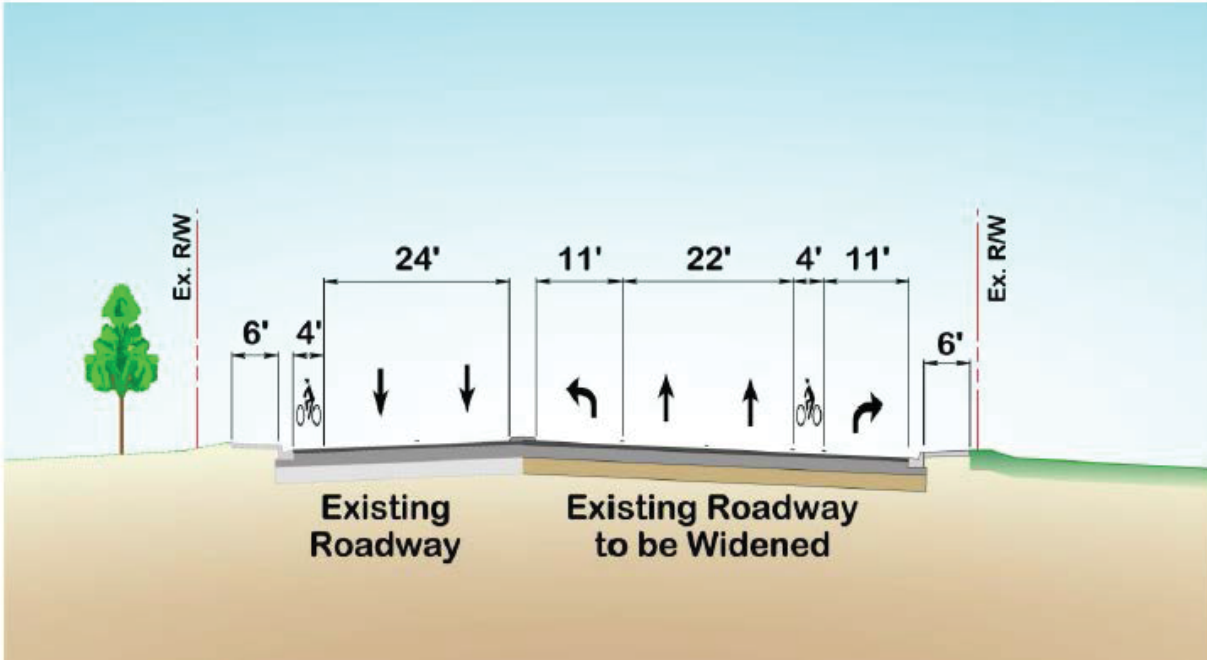 Ex. R/W
Ex. R/W
24'
11'
22'
4'
11'
6'
4'
6'
Existing
Roadway
Existing Roadway
to be Widened